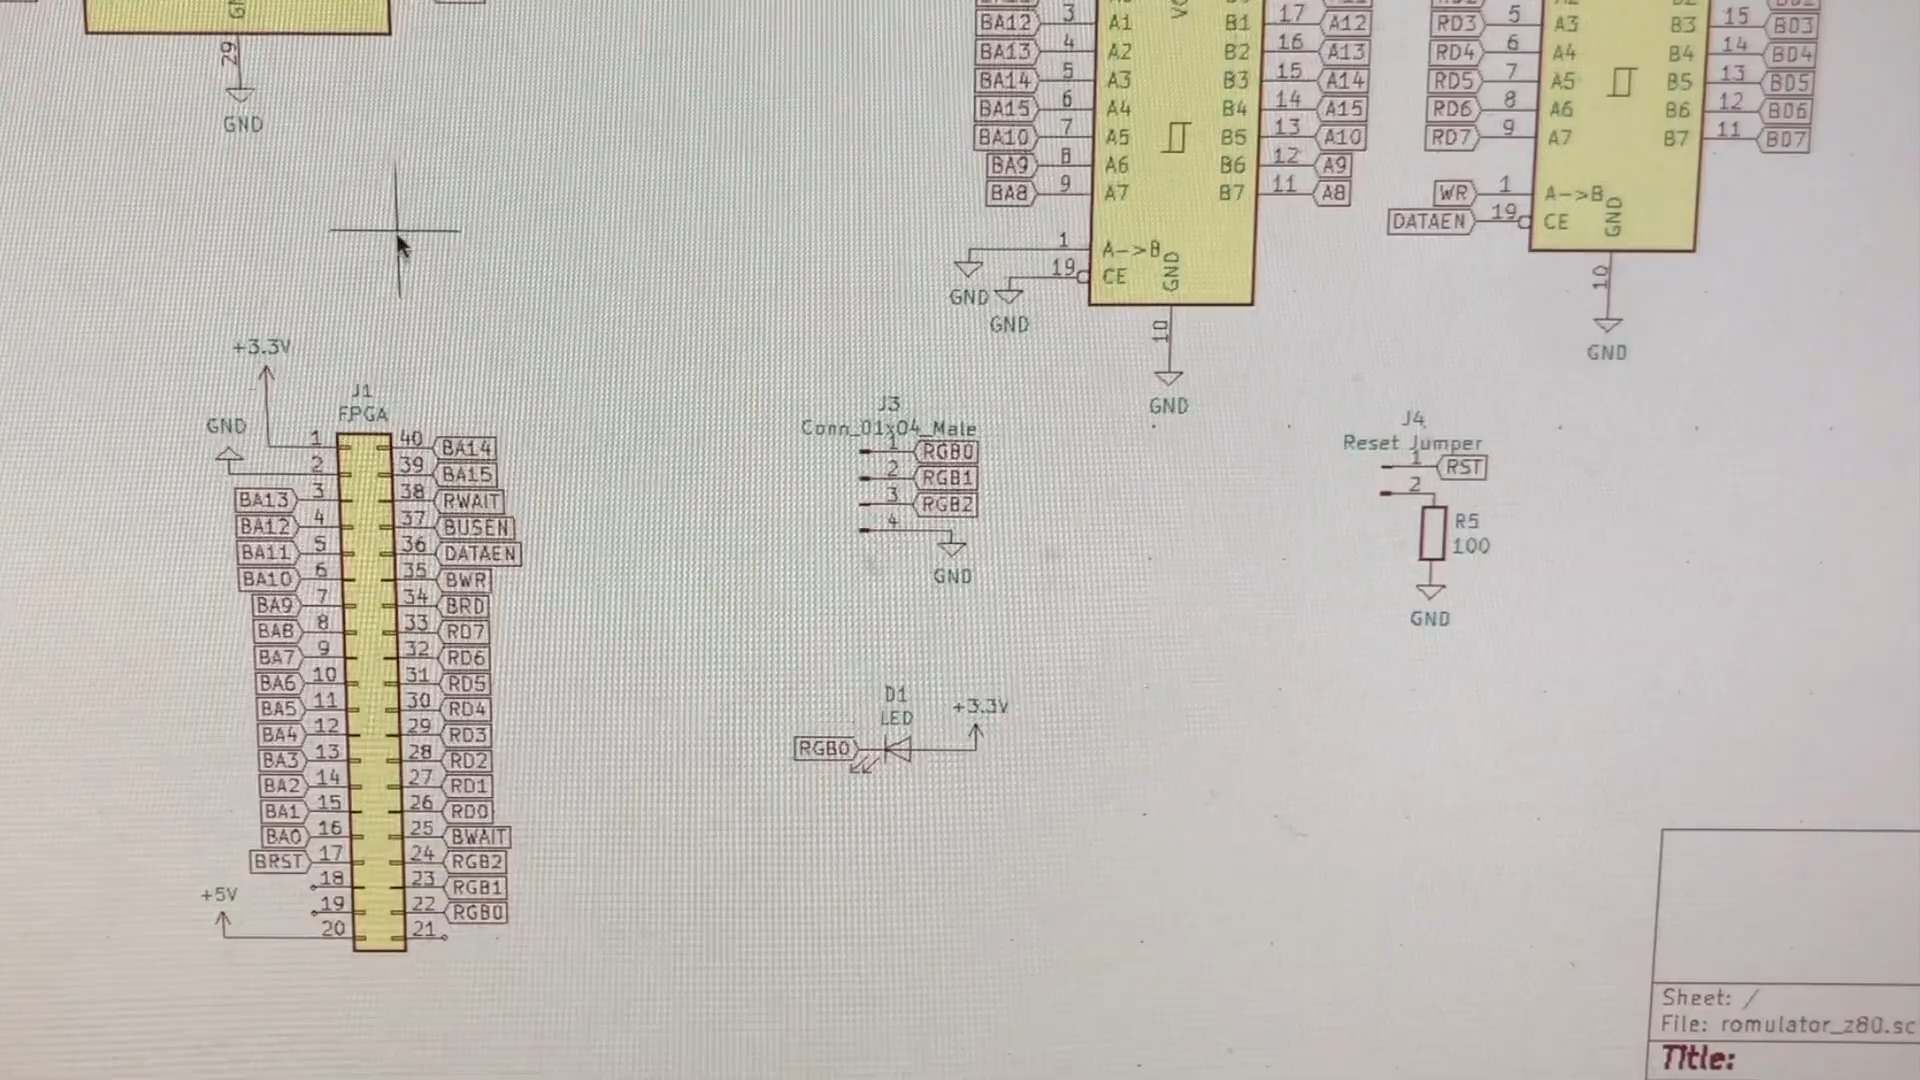 29
GND
BA12 3 A1 B1 17 A12
BA13 4 A2 B2 16 A13
BA14 5 A3 B3 15 A14
BA15 6 A4 B4 14 A15
BA10 7 A5 B5 13 A10
BA9 8 A6 B6 12 A9
BA8 9 A7 B7 11 A8
1 A->B
19 CE
GND
GND
GND
10
GND
RD3 5 A3 B3 15 BD3
RD4 6 A4 B4 14 BD4
RD5 7 A5 B5 13 BD5
RD6 8 A6 B6 12 BD6
RD7 9 A7 B7 11 BD7
WR 1 A->B
DATAEN 19 CE
GND
10
GND
+3.3V
J1
FPGA
GND
1 40 BA14
2 39 BA15
BA13 3 38 RWAIT
BA12 4 37 BUSEN
BA11 5 36 DATAEN
BA10 6 35 BWR
BA9 7 34 BRD
BA8 8 33 RD7
BA7 9 32 RD6
BA6 10 31 RD5
BA5 11 30 RD4
BA4 12 29 RD3
BA3 13 28 RD2
BA2 14 27 RD1
BA1 15 26 RD0
BA0 16 25 BWAIT
BRST 17 24 RGB2
18 23 RGB1
19 22 RGB0
+5V
20 21
J3
Conn_01x04_Male
1 RGB0
2 RGB1
3 RGB2
4
GND
D1
LED
+3.3V
RGB0
J4
Reset Jumper
1 RST
2
R5
100
GND
Sheet: /
File: romulator_z80.sc
Title: